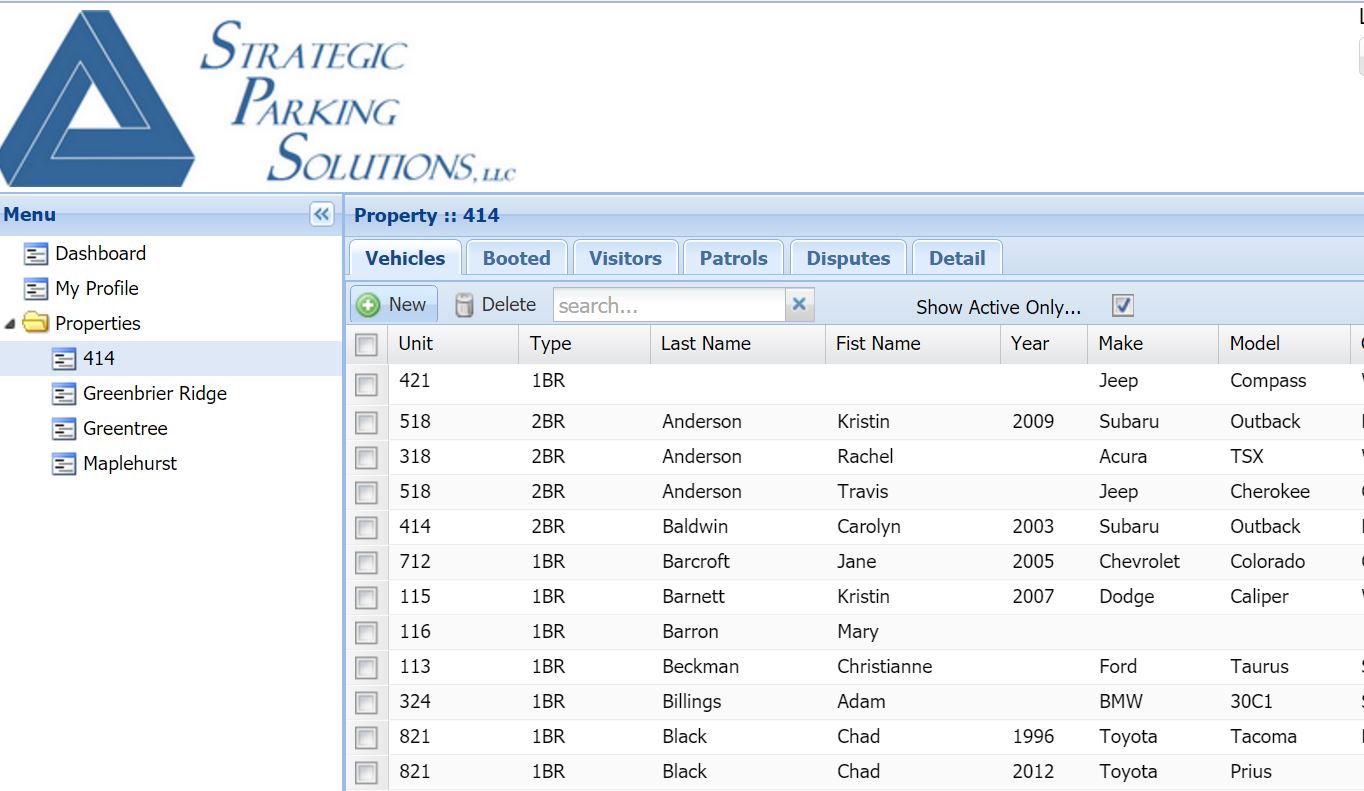 STRATEGIC
PARKING
SOLUTIONS, LLC
Menu
Dashboard
My Profile
Properties
414
Greenbrier Ridge
Greentree
Maplehurst
Property :: 414
Vehicles Booted Visitors Patrols Disputes Detail
New Delete search... Show Active Only...
Unit Type Last Name Fist Name Year Make Model
421 1BR Jeep Compass
518 2BR Anderson Kristin 2009 Subaru Outback
318 2BR Anderson Rachel Acura TSX
518 2BR Anderson Travis Jeep Cherokee
414 2BR Baldwin Carolyn 2003 Subaru Outback
712 1BR Barcroft Jane 2005 Chevrolet Colorado
115 1BR Barnett Kristin 2007 Dodge Caliper
116 1BR Barron Mary
113 1BR Beckman Christianne Ford Taurus
324 1BR Billings Adam BMW 30C1
821 1BR Black Chad 1996 Toyota Tacoma
821 1BR Black Chad 2012 Toyota Prius